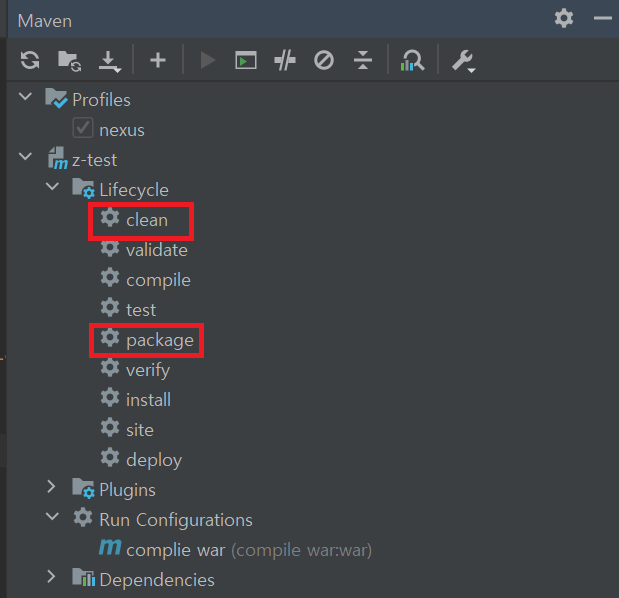 Maven
Profiles
nexus
z-test
Lifecycle
clean
validate
compile
test
package
verify
install
site
deploy
Plugins
Run Configurations
complie war (compile war:war)
Dependencies